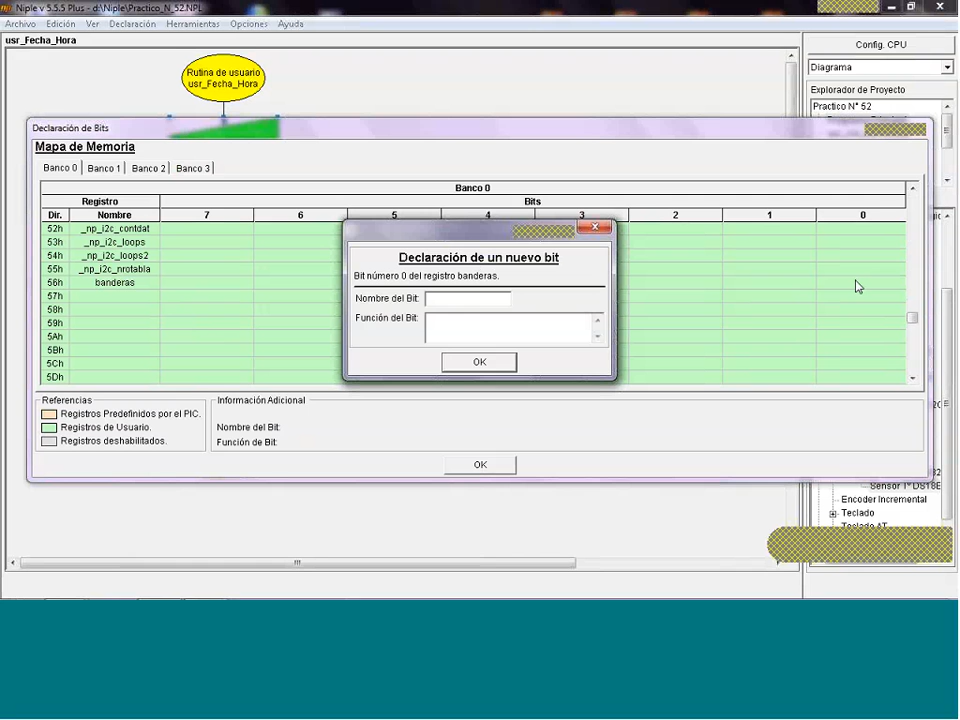 Niple v 5.5.5 Plus - d:\Niple\Practico_N_52.NPL
Archivo Edición Ver Declaración Herramientas Opciones Ayuda
usr_Fecha_Hora
Config. CPU
Diagrama
Rutina de usuario
usr_Fecha_Hora
Explorador de Proyecto
Practico N° 52
Declaración de Bits
Mapa de Memoria
Banco 0 Banco 1 Banco 2 Banco 3
Banco 0
Registro Bits
Dir. Nombre 7 6 5 4 3 2 1 0
52h _np_i2c_contdat
53h _np_i2c_loops
54h _np_i2c_loops2
55h _np_i2c_nrotabla
56h banderas
57h
58h
59h
5Ah
5Bh
5Ch
5Dh
Declaración de un nuevo bit
Bit número 0 del registro banderas.
Nombre del Bit:
Función del Bit:
OK
Referencias
Registros Predefinidos por el PIC.
Registros de Usuario.
Registros deshabilitados.
Información Adicional
Nombre del Bit:
Función de Bit:
OK
Encoder Incremental
Teclado
Teclado AT